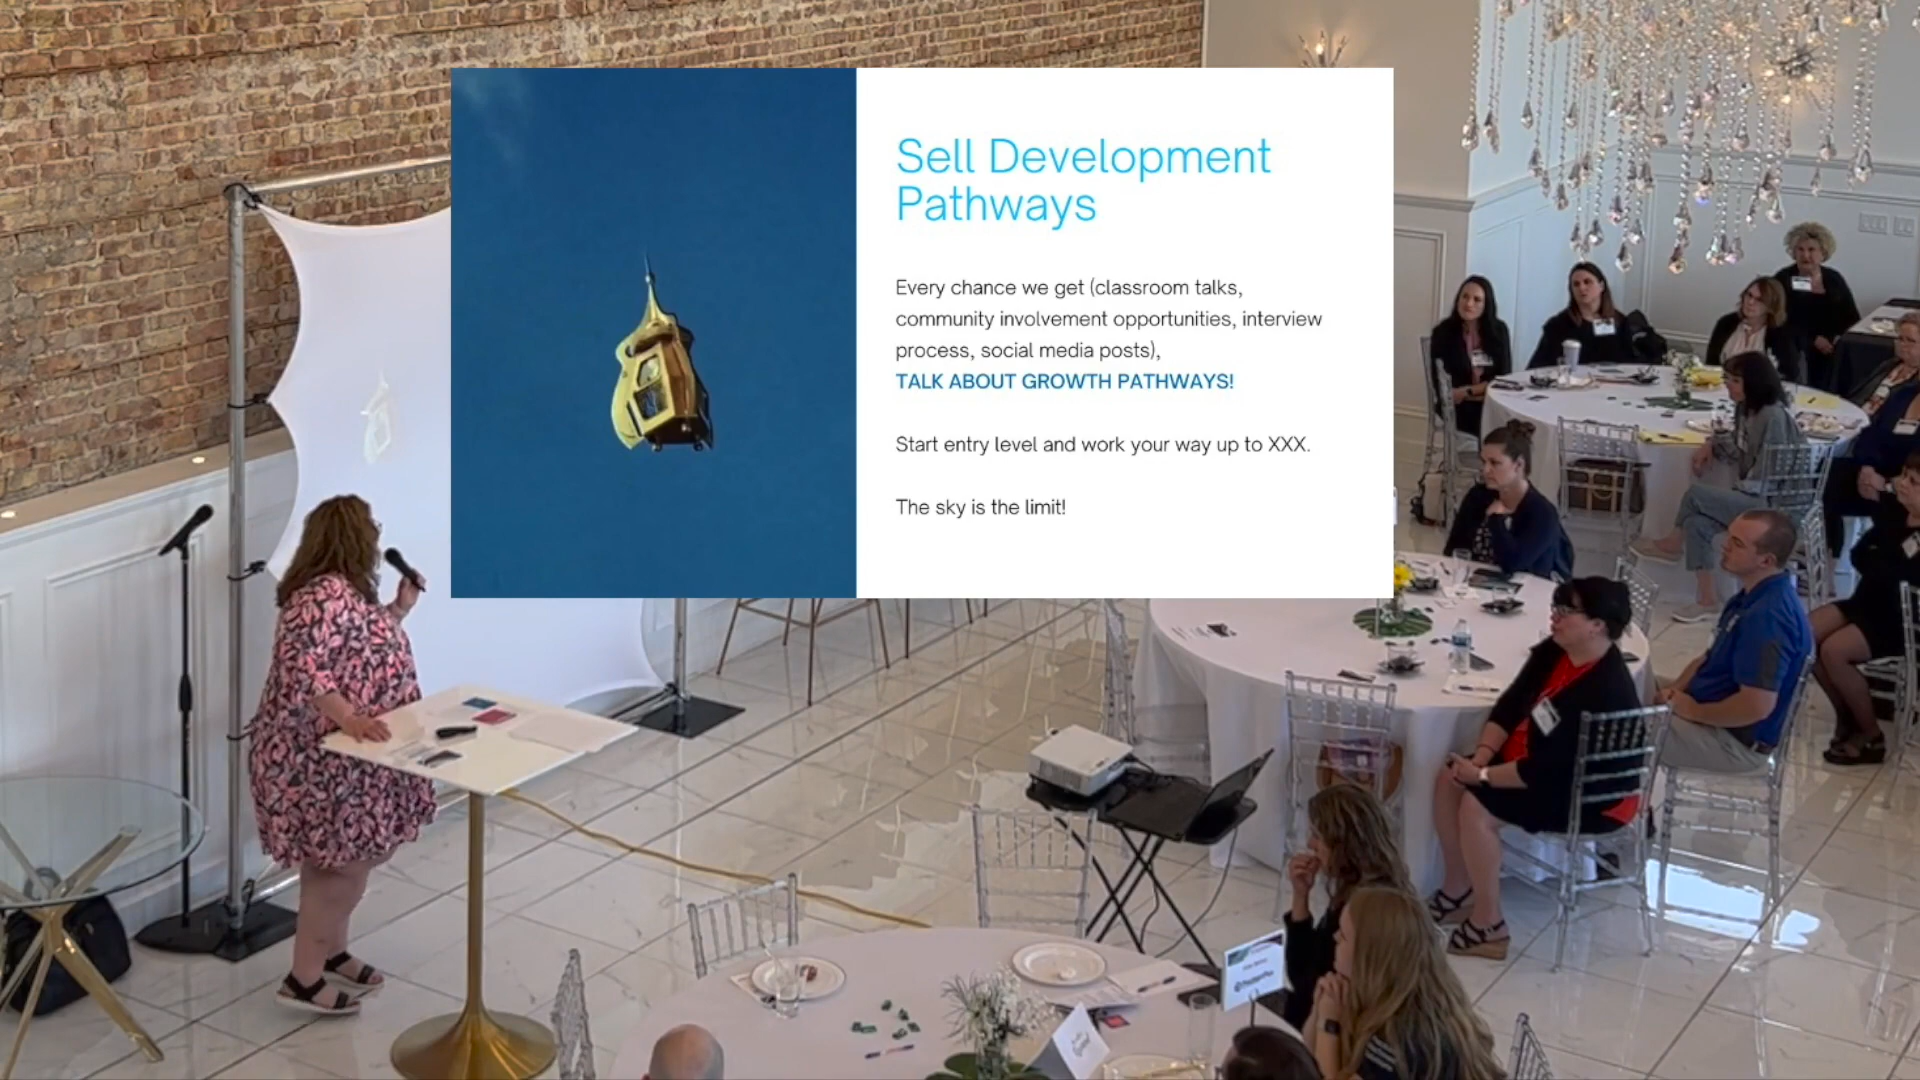 Sell Development
Pathways
Every chance we get (classroom talks,
community involvement opportunities, interview
process, social media posts),
TALK ABOUT GROWTH PATHWAYS!
Start entry level and work your way up to XXX.
The sky is the limit!